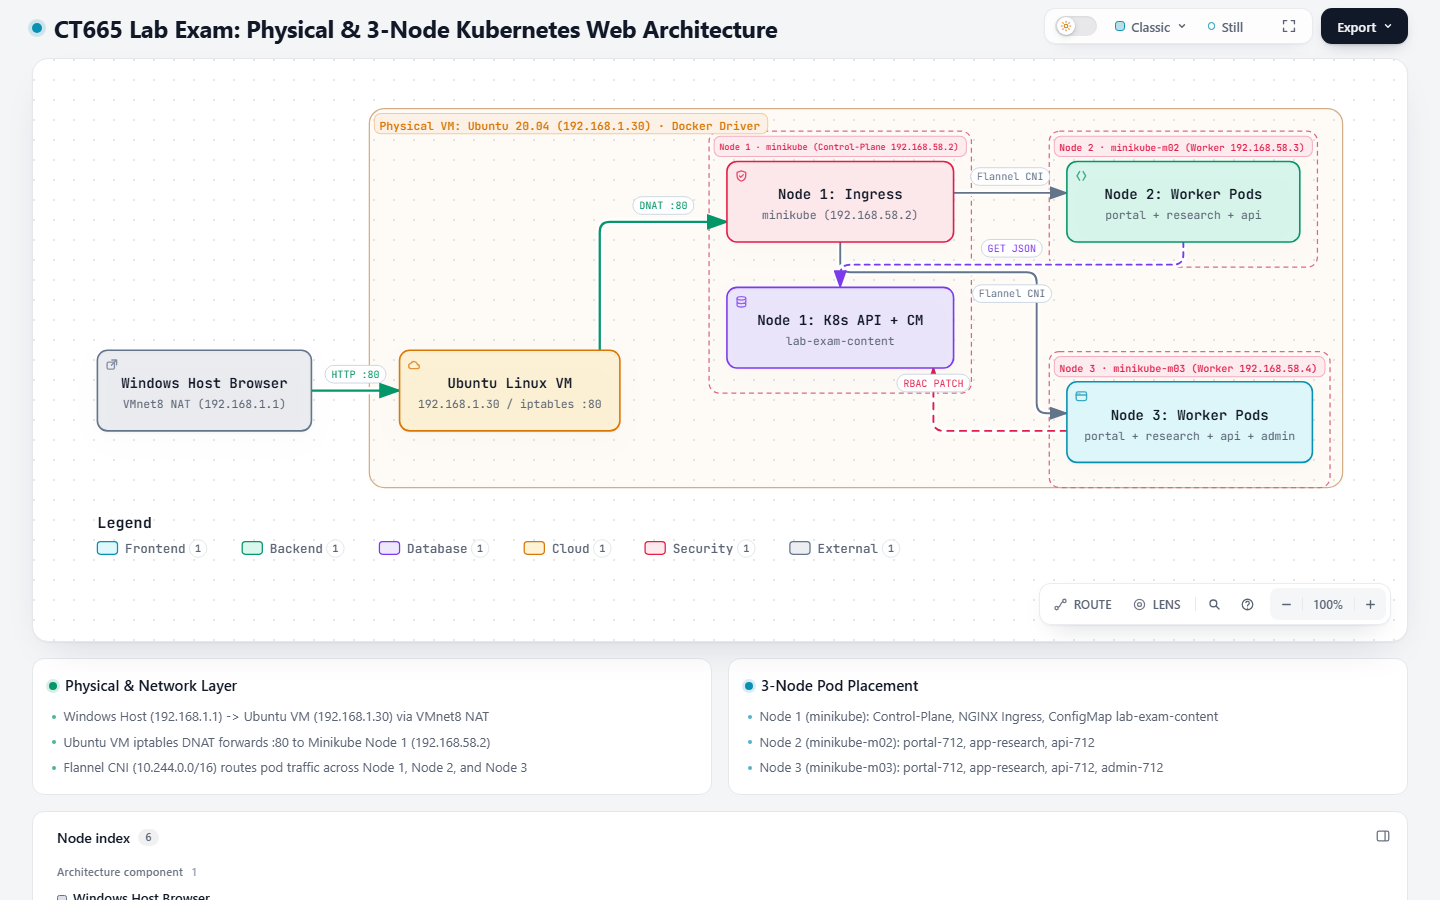 CT665 Lab Exam: Physical & 3-Node Kubernetes Web Architecture
Classic
Still
Export
Physical VM: Ubuntu 20.04 (192.168.1.30) · Docker Driver
Node 1 · minikube (Control-Plane 192.168.58.2)
Node 2 · minikube-m02 (Worker 192.168.58.3)
Flannel CNI
Node 1: Ingress
minikube (192.168.58.2)
Node 2: Worker Pods
portal + research + api
DNAT :80
GET JSON
Flannel CNI
Node 1: K8s API + CM
lab-exam-content
Windows Host Browser
VMnet8 NAT (192.168.1.1)
HTTP :80
Ubuntu Linux VM
192.168.1.30 / iptables :80
RBAC PATCH
Node 3 · minikube-m03 (Worker 192.168.58.4)
Node 3: Worker Pods
portal + research + api + admin
Legend
Frontend 1
Backend 1
Database 1
Cloud 1
Security 1
External 1
ROUTE
LENS
100%
Physical & Network Layer
• Windows Host (192.168.1.1) -> Ubuntu VM (192.168.1.30) via VMnet8 NAT
• Ubuntu VM iptables DNAT forwards :80 to Minikube Node 1 (192.168.58.2)
• Flannel CNI (10.244.0.0/16) routes pod traffic across Node 1, Node 2, and Node 3
3-Node Pod Placement
• Node 1 (minikube): Control-Plane, NGINX Ingress, ConfigMap lab-exam-content
• Node 2 (minikube-m02): portal-712, app-research, api-712
• Node 3 (minikube-m03): portal-712, app-research, api-712, admin-712
Node index 6
Architecture component 1
Windows Host Browser